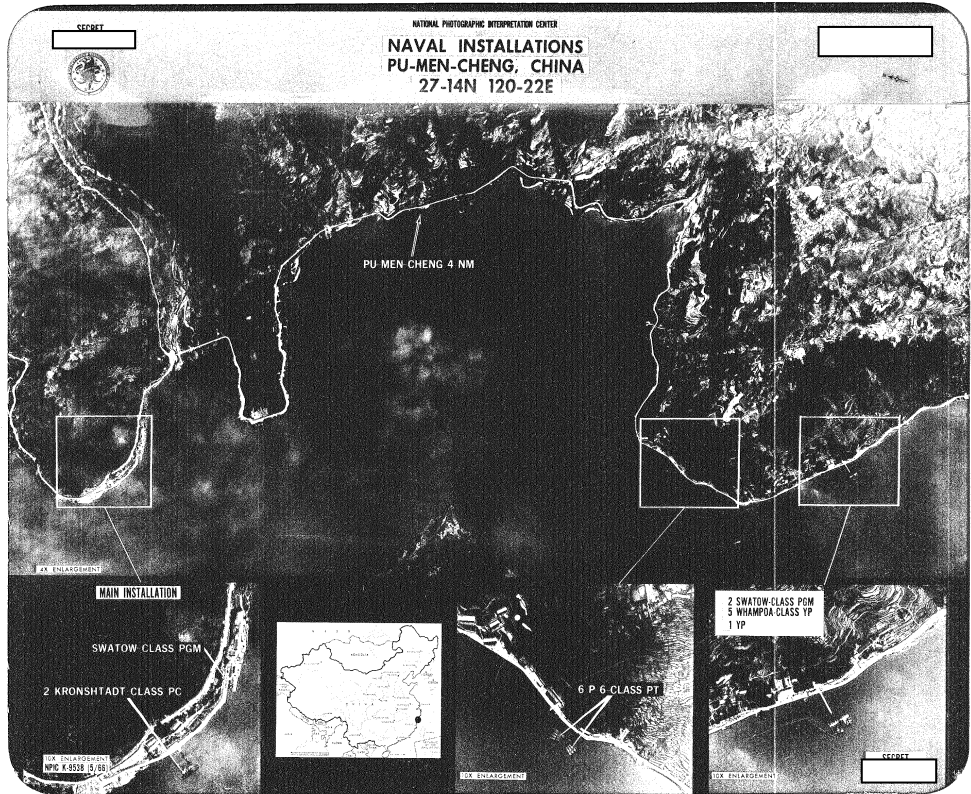 SECRET
NATIONAL PHOTOGRAPHIC INTERPRETATION CENTER
NAVAL INSTALLATIONS
PU-MEN-CHENG, CHINA
27-14N 120-22E
PU-MEN-CHENG 4 NM
4X ENLARGEMENT
MAIN INSTALLATION
SWATOW CLASS PGM
2 KRONSHTADT CLASS PC
10X ENLARGEMENT
NPIC K-9538 (5/66)
6 P 6 CLASS PT
10X ENLARGEMENT
2 SWATOW-CLASS PGM
5 WHAMPOA-CLASS YP
1 YP
10X ENLARGEMENT
SECRET